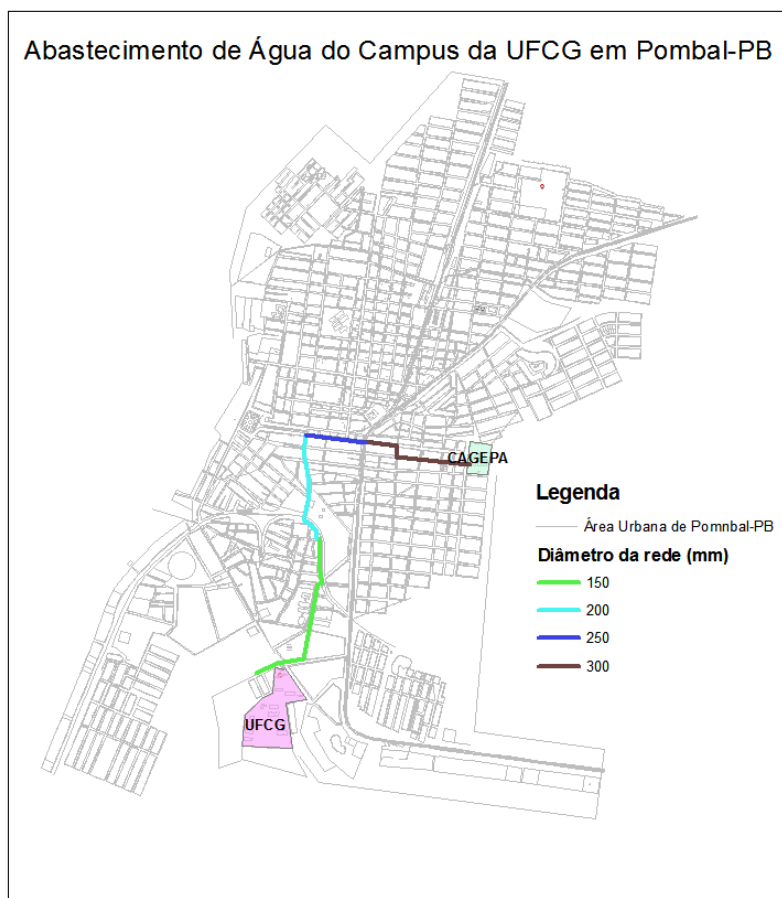 Abastecimento de Água do Campus da UFCG em Pombal-PB
CAGEPA
Legenda
Área Urbana de Pomnbal-PB
Diâmetro da rede (mm)
150
200
250
300
UFCG